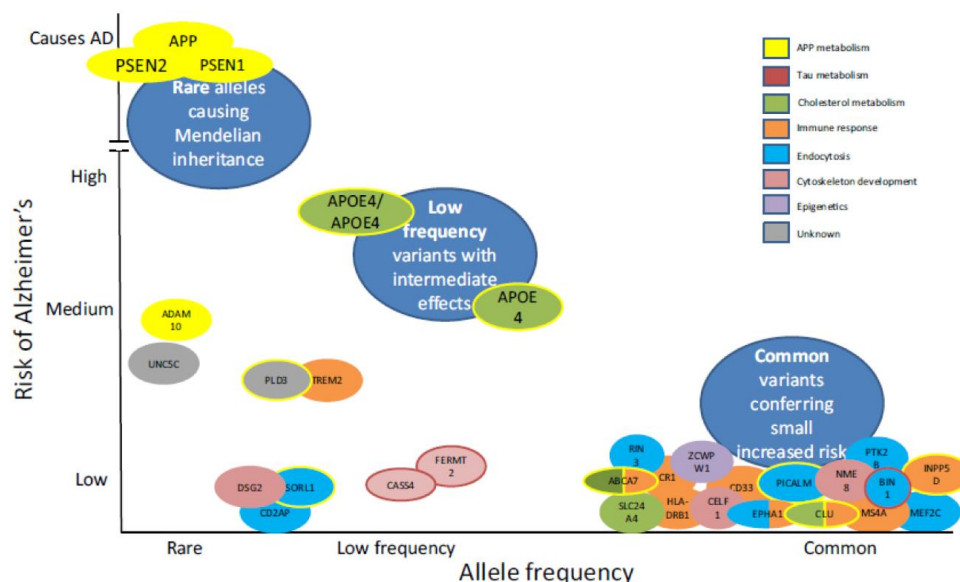 Causes AD
APP
PSEN2
PSEN1
Rare alleles
causing
Mendelian
inheritance
APP metabolism
Tau metabolism
Cholesterol metabolism
Immune response
Endocytosis
Cytoskeleton development
Epigenetics
Unknown
High
APOE4/
APOE4
Low
frequency
variants with
intermediate
effects
APOE
4
Medium
ADAM
10
UNC5C
PLD3
TREM2
Common
variants
conferring
small
increased risk
Low
DSG2
SORL1
CD2AP
CASS4
FERMT
2
RIN
3
ZCWP
W1
PTK2
B
ABCA7
CR1
CD33
PICALM
NME
8
BIN
1
INPP5
D
SLC24
A4
HLA-
DRB1
CELF
1
EPHA1
CLU
MS4A
MEF2C
Risk of Alzheimer's
Rare
Low frequency
Common
Allele frequency